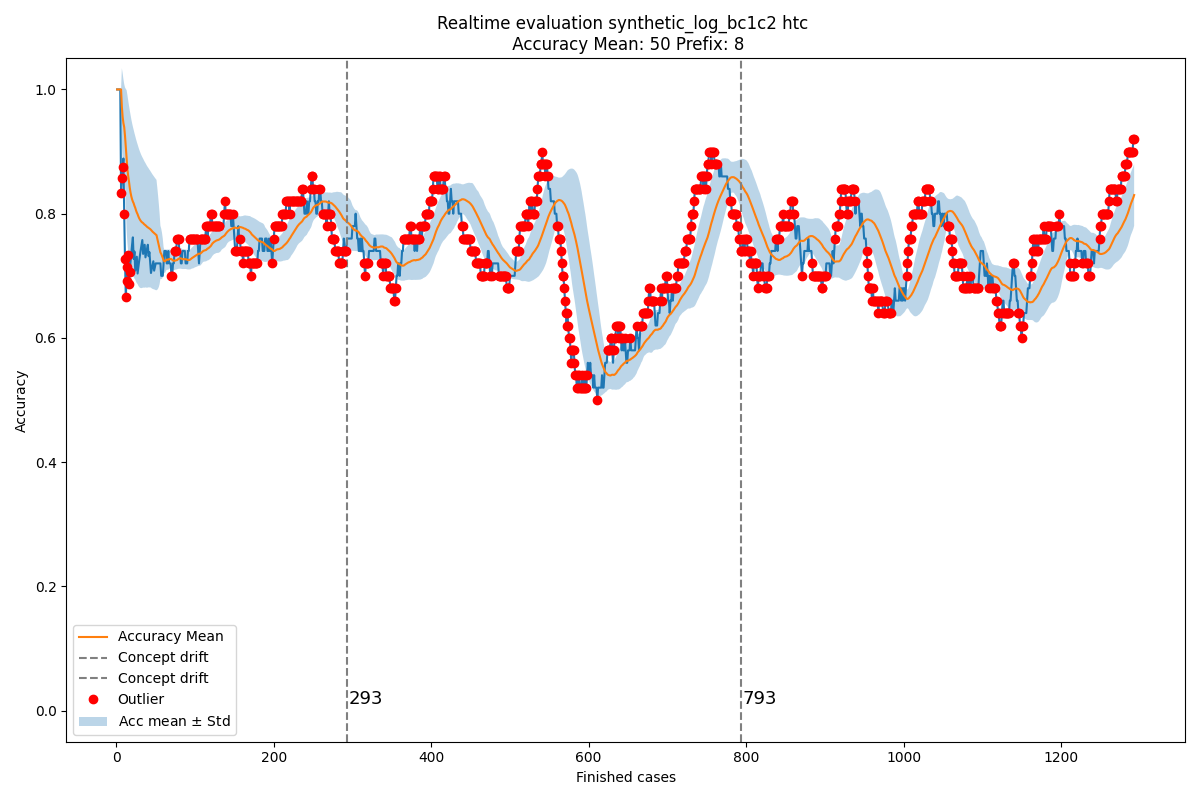 Realtime evaluation synthetic_log_bc1c2 htc
Accuracy Mean: 50 Prefix: 8
Accuracy
1.0
0.8
0.6
0.4
0.2
0.0
293
793
Accuracy Mean
Concept drift
Concept drift
Outlier
Acc mean ± Std
0
200
400
600
800
1000
1200
Finished cases